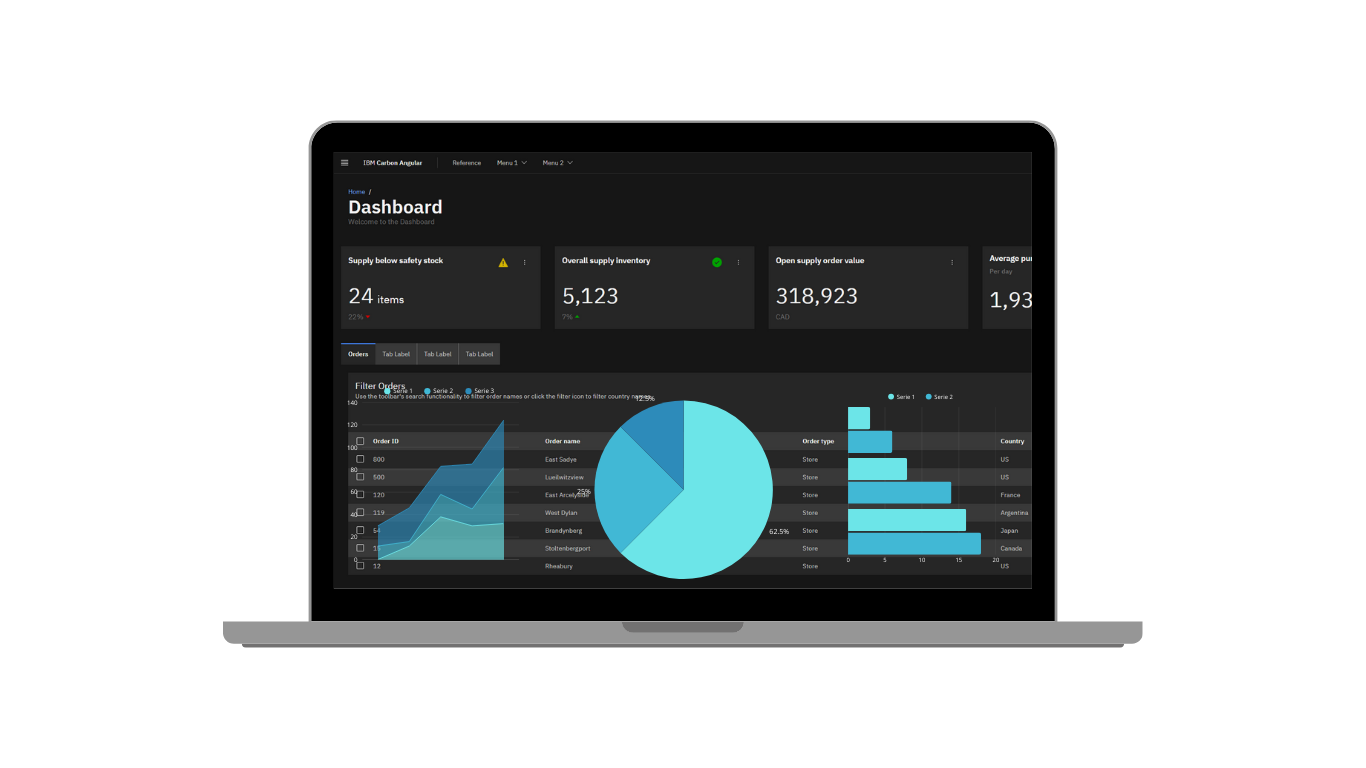 IBM Carbon Angular Reference Menu 1 Menu 2
Home /
Dashboard
Welcome to the Dashboard
Supply below safety stock
24 items
22%
Overall supply inventory
5,123
7%
Open supply order value
318,923
CAD
Average
Per day
1,93
Orders Tab Label Tab Label Tab Label
Filter Orders
Serie 1 Serie 2 Serie 3
Use the toolbar's search functionality to filter order names or click the filter icon to filter country
12.5%
25%
62.5%
Serie 1 Serie 2
140
120
100
80
60
40
20
0
Order ID Order name Order type Country
800 East Sadye Store US
500 Lueilwitzview Store US
120 East Store France
119 West Dylan Store Argentina
Brandynberg Store Japan
Stoltenbergport Store Canada
12 Rheabury Store US
0 5 10 15 20